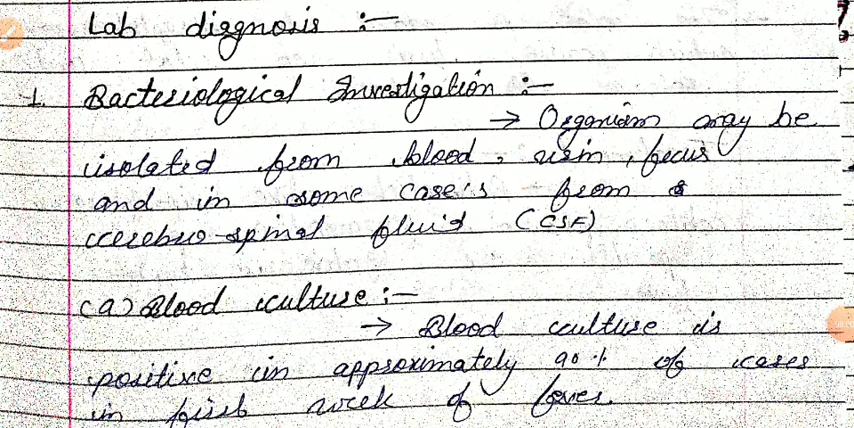 Lab diagnosis :-
1. Bacteriological Investigation :-
→ Organism may be
isolated from blood, urin, fecus
and in some case's from
cerebro-spinal fluid (CSF)
(a) Blood culture :-
→ Blood culture is
positive in approximately 90% of cases
in first week of fever.